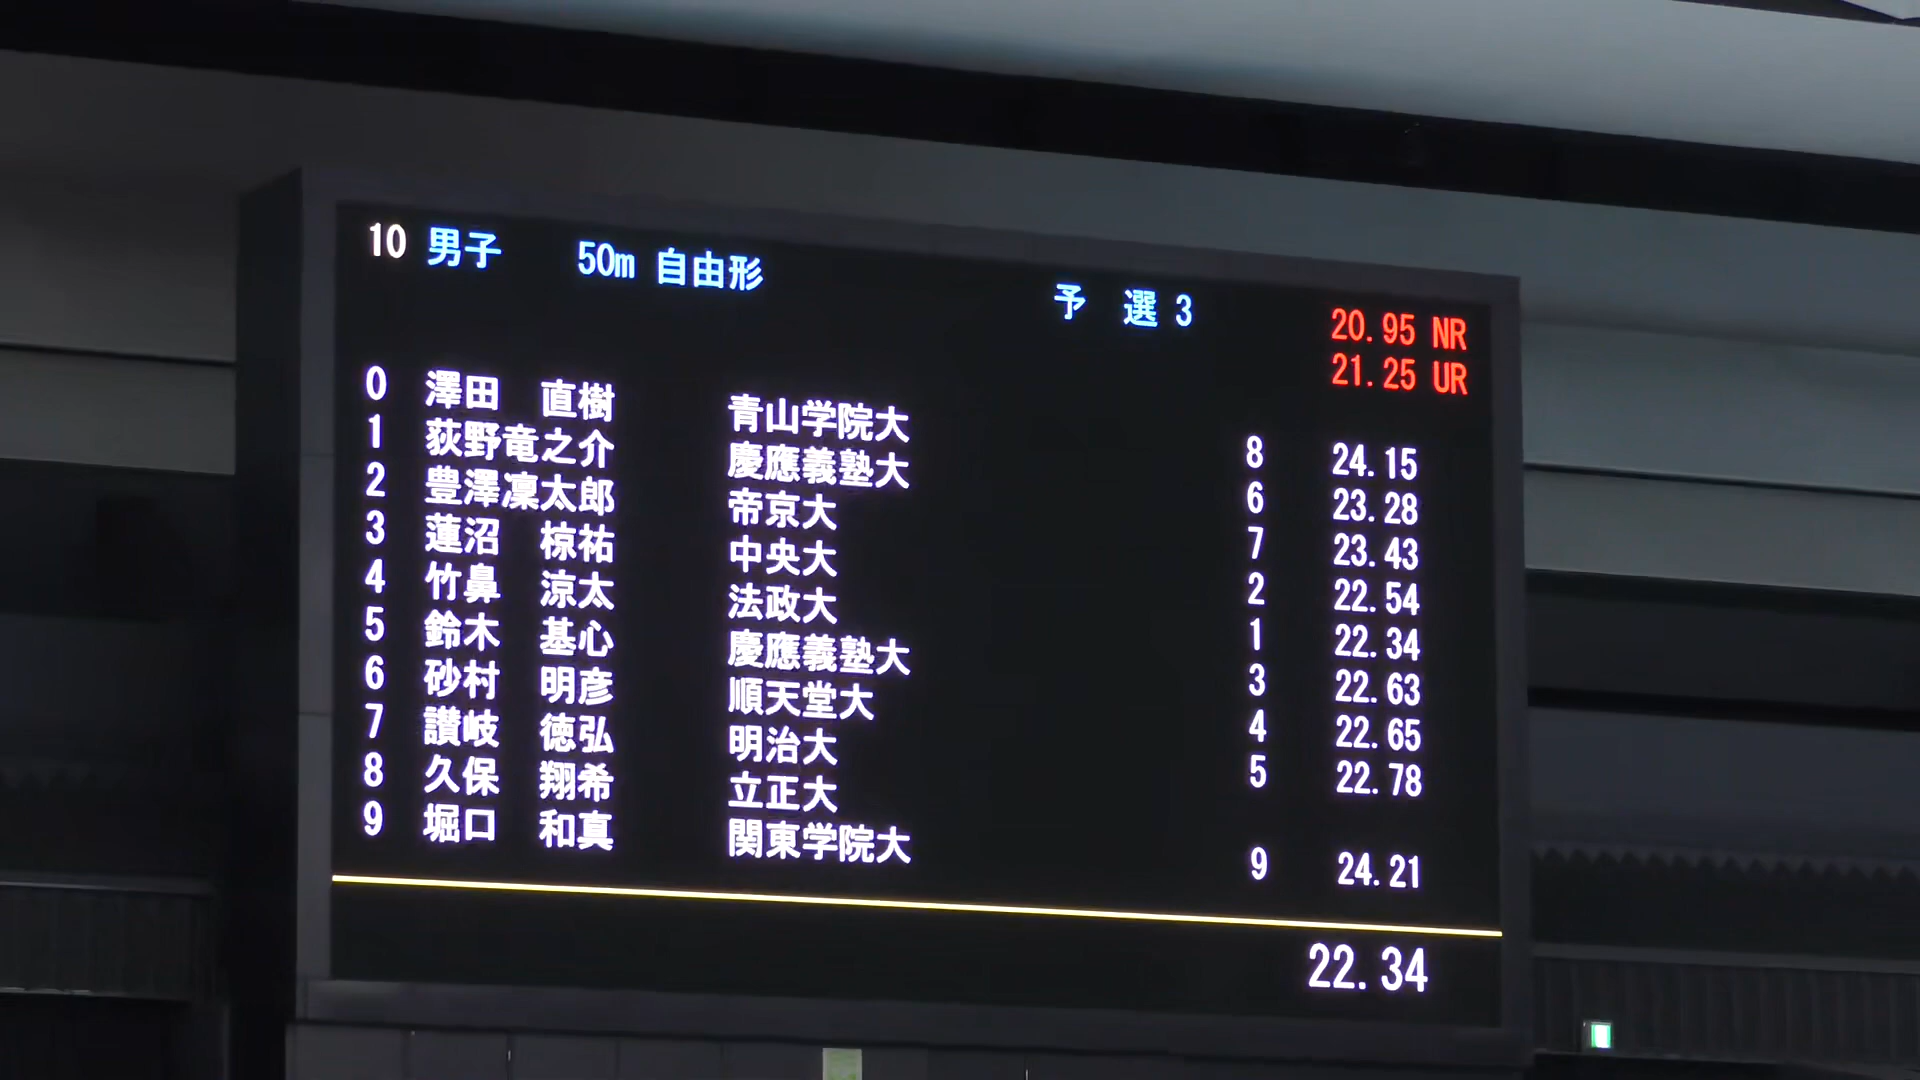 10 男子 50m 自由形 予 選 3 20.95 NR
21.25 UR
0 澤田 直樹 青山学院大 8 24.15
1 荻野竜之介 慶應義塾大 6 23.28
2 豊澤凜太郎 帝京大 7 23.43
3 蓮沼 椋祐 中央大 2 22.54
4 竹鼻 涼太 法政大 1 22.34
5 鈴木 基心 慶應義塾大 3 22.63
6 砂村 明彦 順天堂大 4 22.65
7 讃岐 徳弘 明治大 5 22.78
8 久保 翔希 立正大
9 堀口 和真 関東学院大 9 24.21
22.34